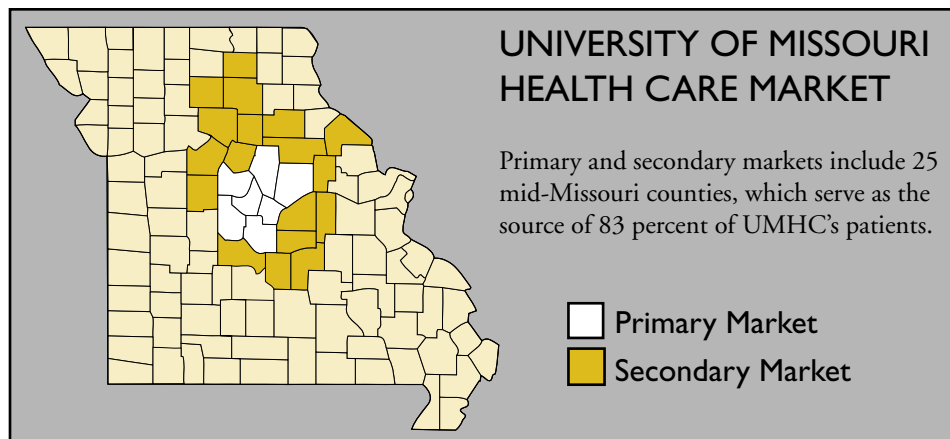 UNIVERSITY OF MISSOURI
HEALTH CARE MARKET
Primary and secondary markets include 25
mid-Missouri counties, which serve as the
source of 83 percent of UMHC’s patients.
Primary Market
Secondary Market